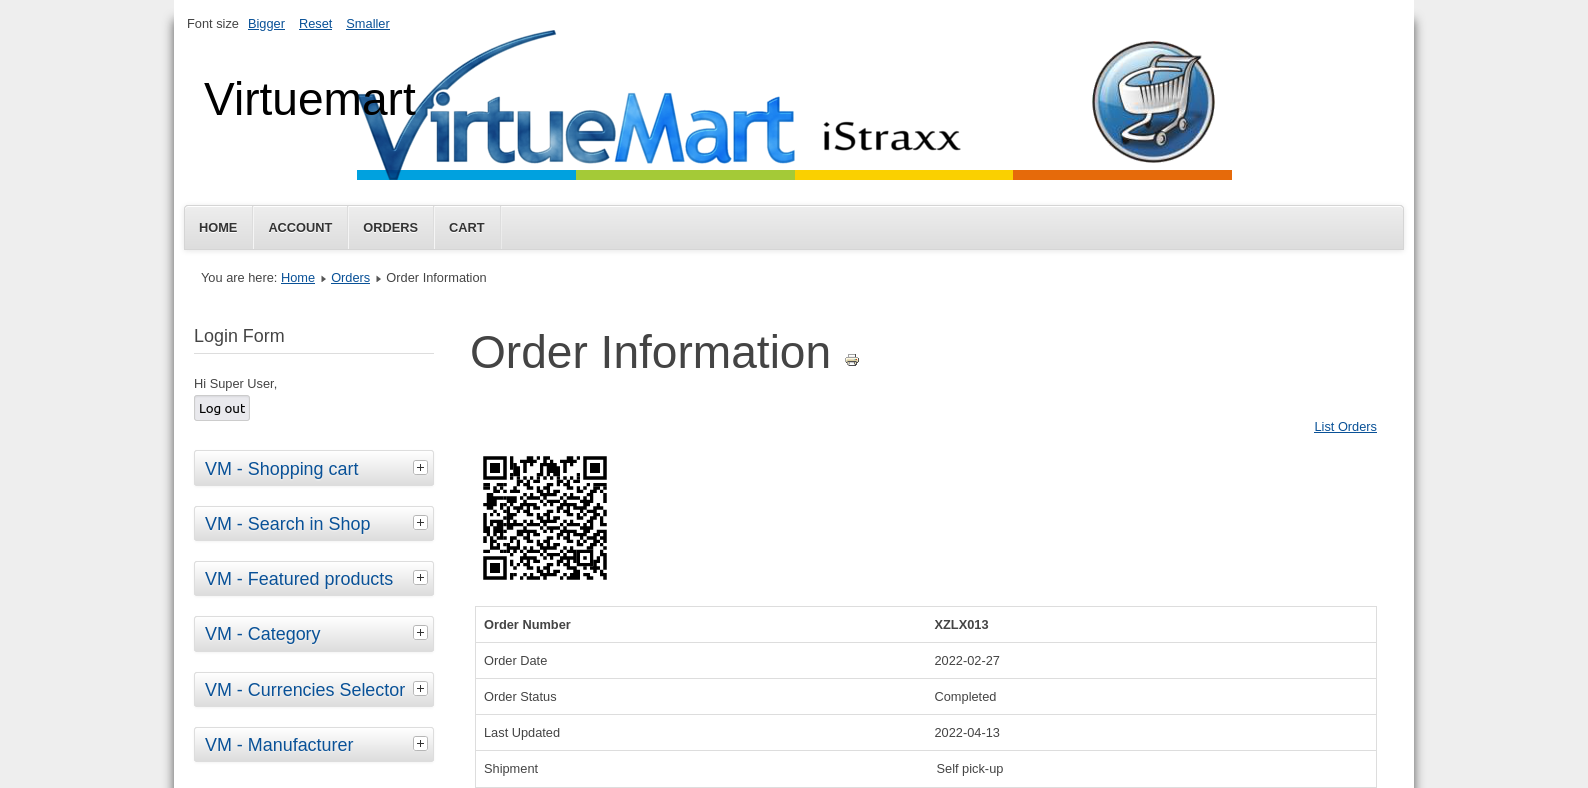 Font size Bigger Reset Smaller
Virtuemart
VirtueMart iStraxx
HOME ACCOUNT ORDERS CART
You are here: Home Orders Order Information
Login Form
Hi Super User,
Log out
VM - Shopping cart
VM - Search in Shop
VM - Featured products
VM - Category
VM - Currencies Selector
VM - Manufacturer
Order Information
List Orders
Order Number XZLX013
Order Date 2022-02-27
Order Status Completed
Last Updated 2022-04-13
Shipment Self pick-up